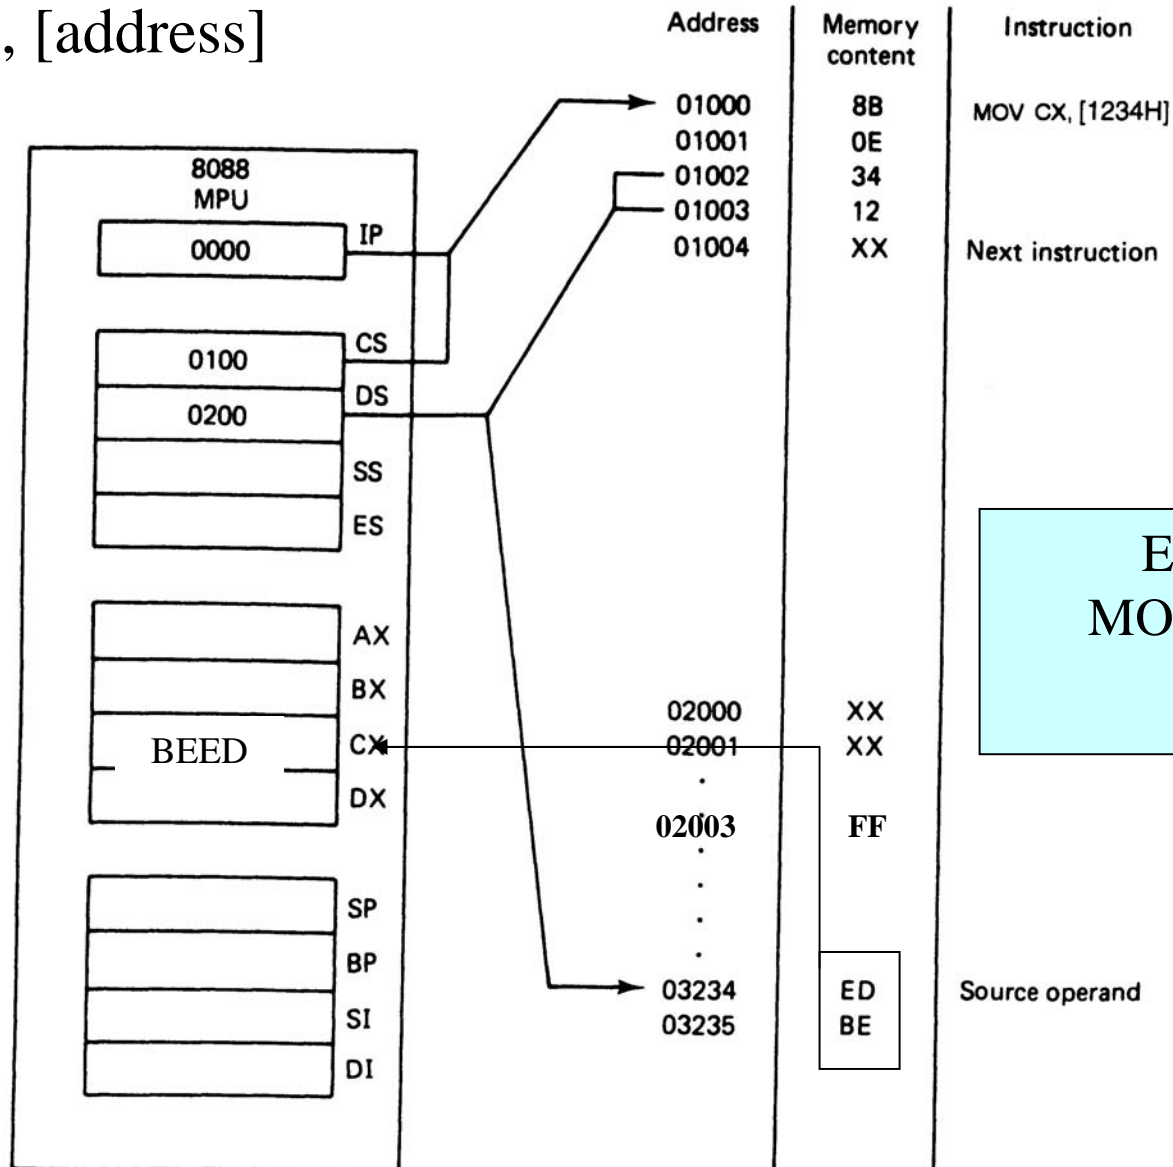 , [address]
Address Memory content Instruction
01000 8B MOV CX, [1234H]
01001 0E
01002 34
01003 12
01004 XX Next instruction
8088
MPU
0000 IP
0100 CS
0200 DS
SS
ES
AX
BX
BEED CX
DX
SP
BP
SI
DI
E
MO
02000 XX
02001 XX
02003 FF
03234 ED Source operand
03235 BE